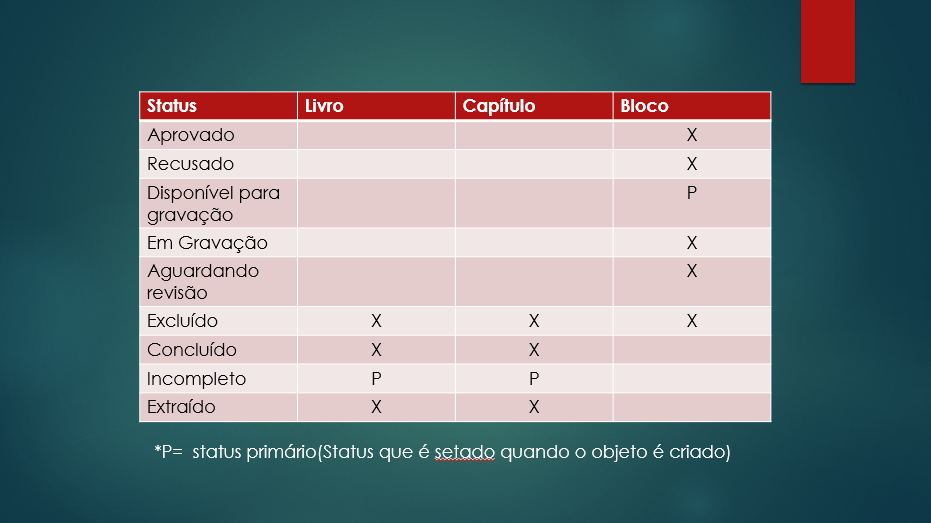 Status Livro Capítulo Bloco
Aprovado X
Recusado X
Disponível para P
gravação
Em Gravação X
Aguardando X
revisão
Excluído X X X
Concluído X X
Incompleto P P
Extraído X X
*P= status primário(Status que é setado quando o objeto é criado)